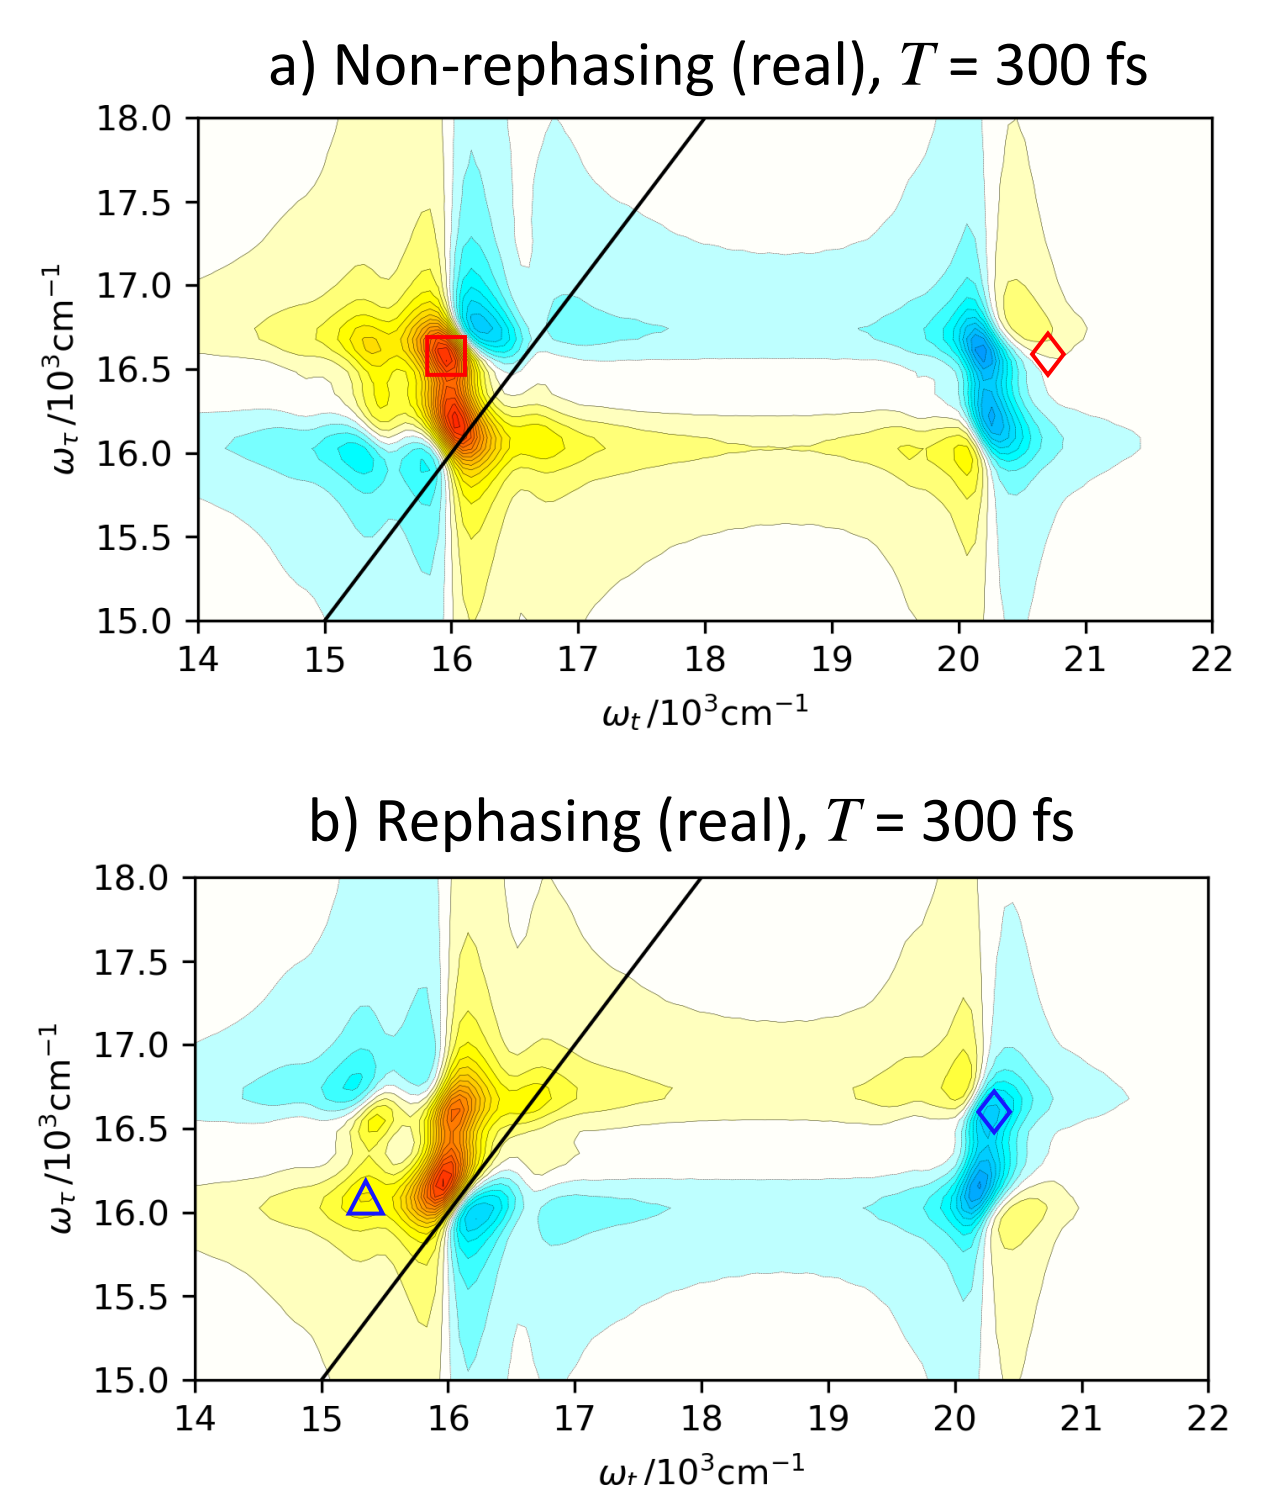 a) Non-rephasing (real), T = 300 fs
18.0
17.5
17.0
16.5
16.0
15.5
15.0
ω_τ /10³cm⁻¹
14 15 16 17 18 19 20 21 22
ω_t /10³cm⁻¹
b) Rephasing (real), T = 300 fs
18.0
17.5
17.0
16.5
16.0
15.5
15.0
ω_τ /10³cm⁻¹
14 15 16 17 18 19 20 21 22
ω_t /10³cm⁻¹